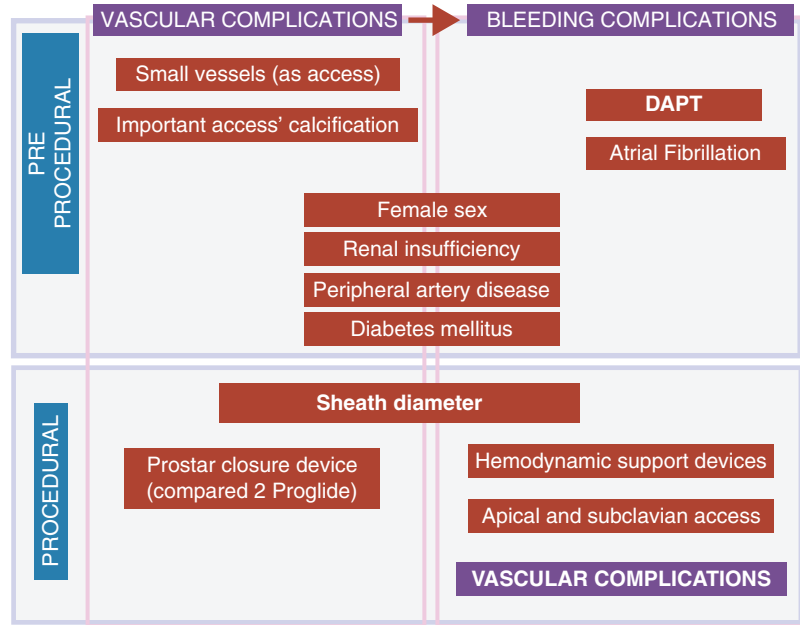 VASCULAR COMPLICATIONS
BLEEDING COMPLICATIONS
PRE
PROCEDURAL
Small vessels (as access)
Important access’ calcification
DAPT
Atrial Fibrillation
Female sex
Renal insufficiency
Peripheral artery disease
Diabetes mellitus
PROCEDURAL
Sheath diameter
Prostar closure device
(compared 2 Proglide)
Hemodynamic support devices
Apical and subclavian access
VASCULAR COMPLICATIONS